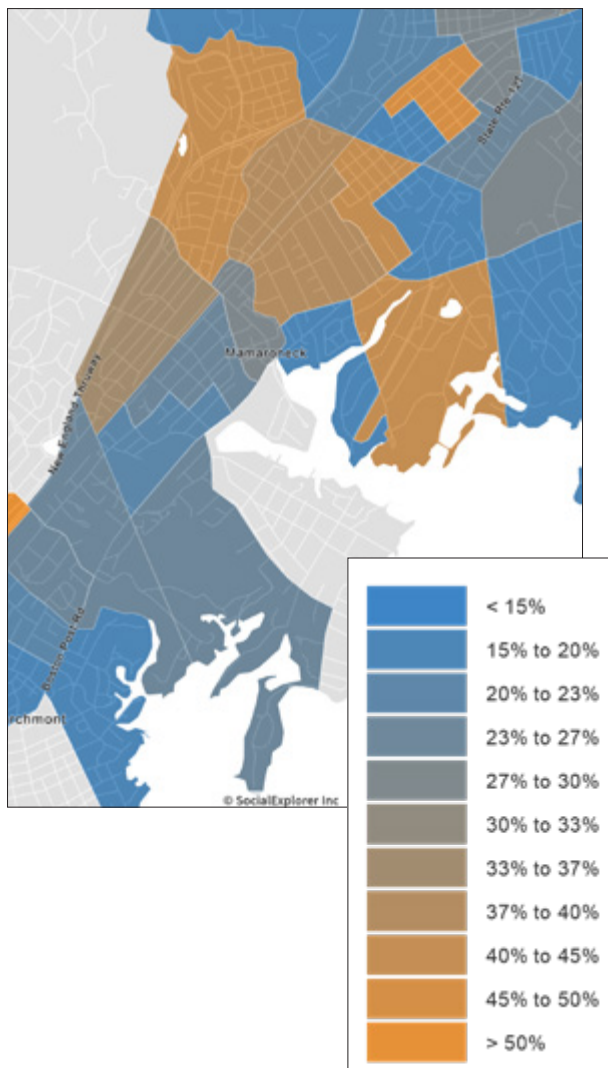 State Rte 127
Mamaroneck
New England Thruway
Boston Post Rd
chmont
© SocialExplorer Inc
< 15%
15% to 20%
20% to 23%
23% to 27%
27% to 30%
30% to 33%
33% to 37%
37% to 40%
40% to 45%
45% to 50%
> 50%